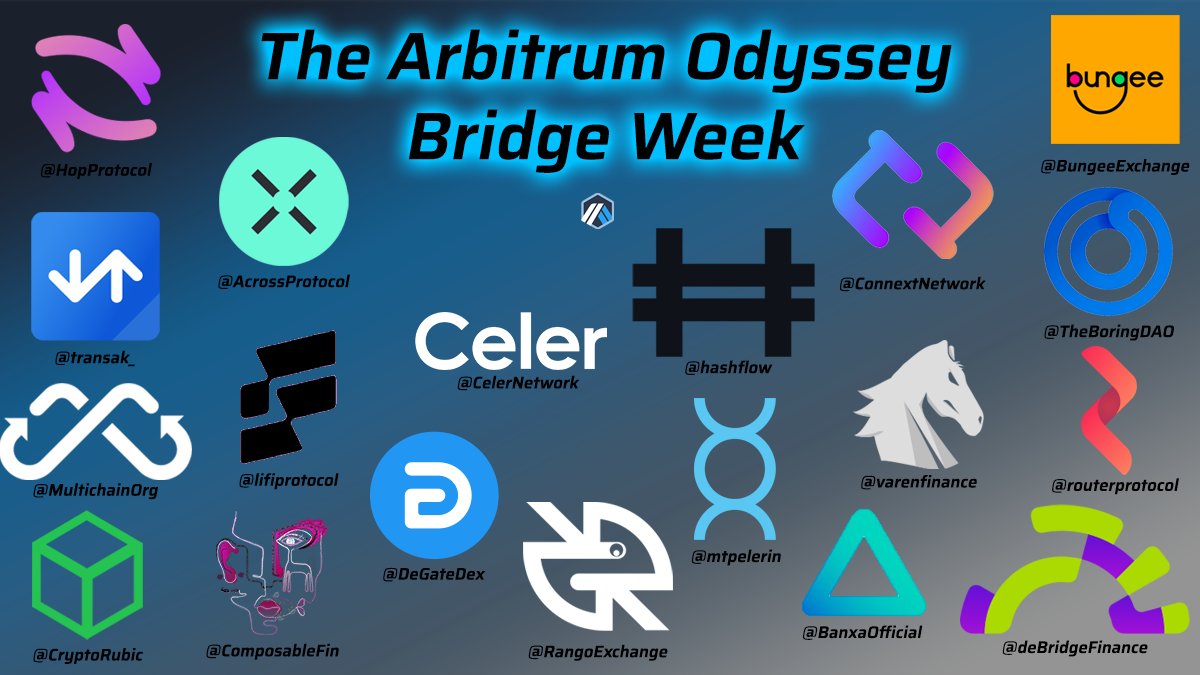 The Arbitrum Odyssey
Bridge Week
bungee
@HopProtocol
@BungeeExchange
@AcrossProtocol
@ConnextNetwork
@TheBoringDAO
@transak_
Celer
@CelerNetwork
@hashflow
@MultichainOrg
@lifiprotocol
@varenfinance
@routerprotocol
@DeGateDex
@mtpelerin
@CryptoRubic
@ComposableFin
@RangoExchange
@BanxaOfficial
@deBridgeFinance